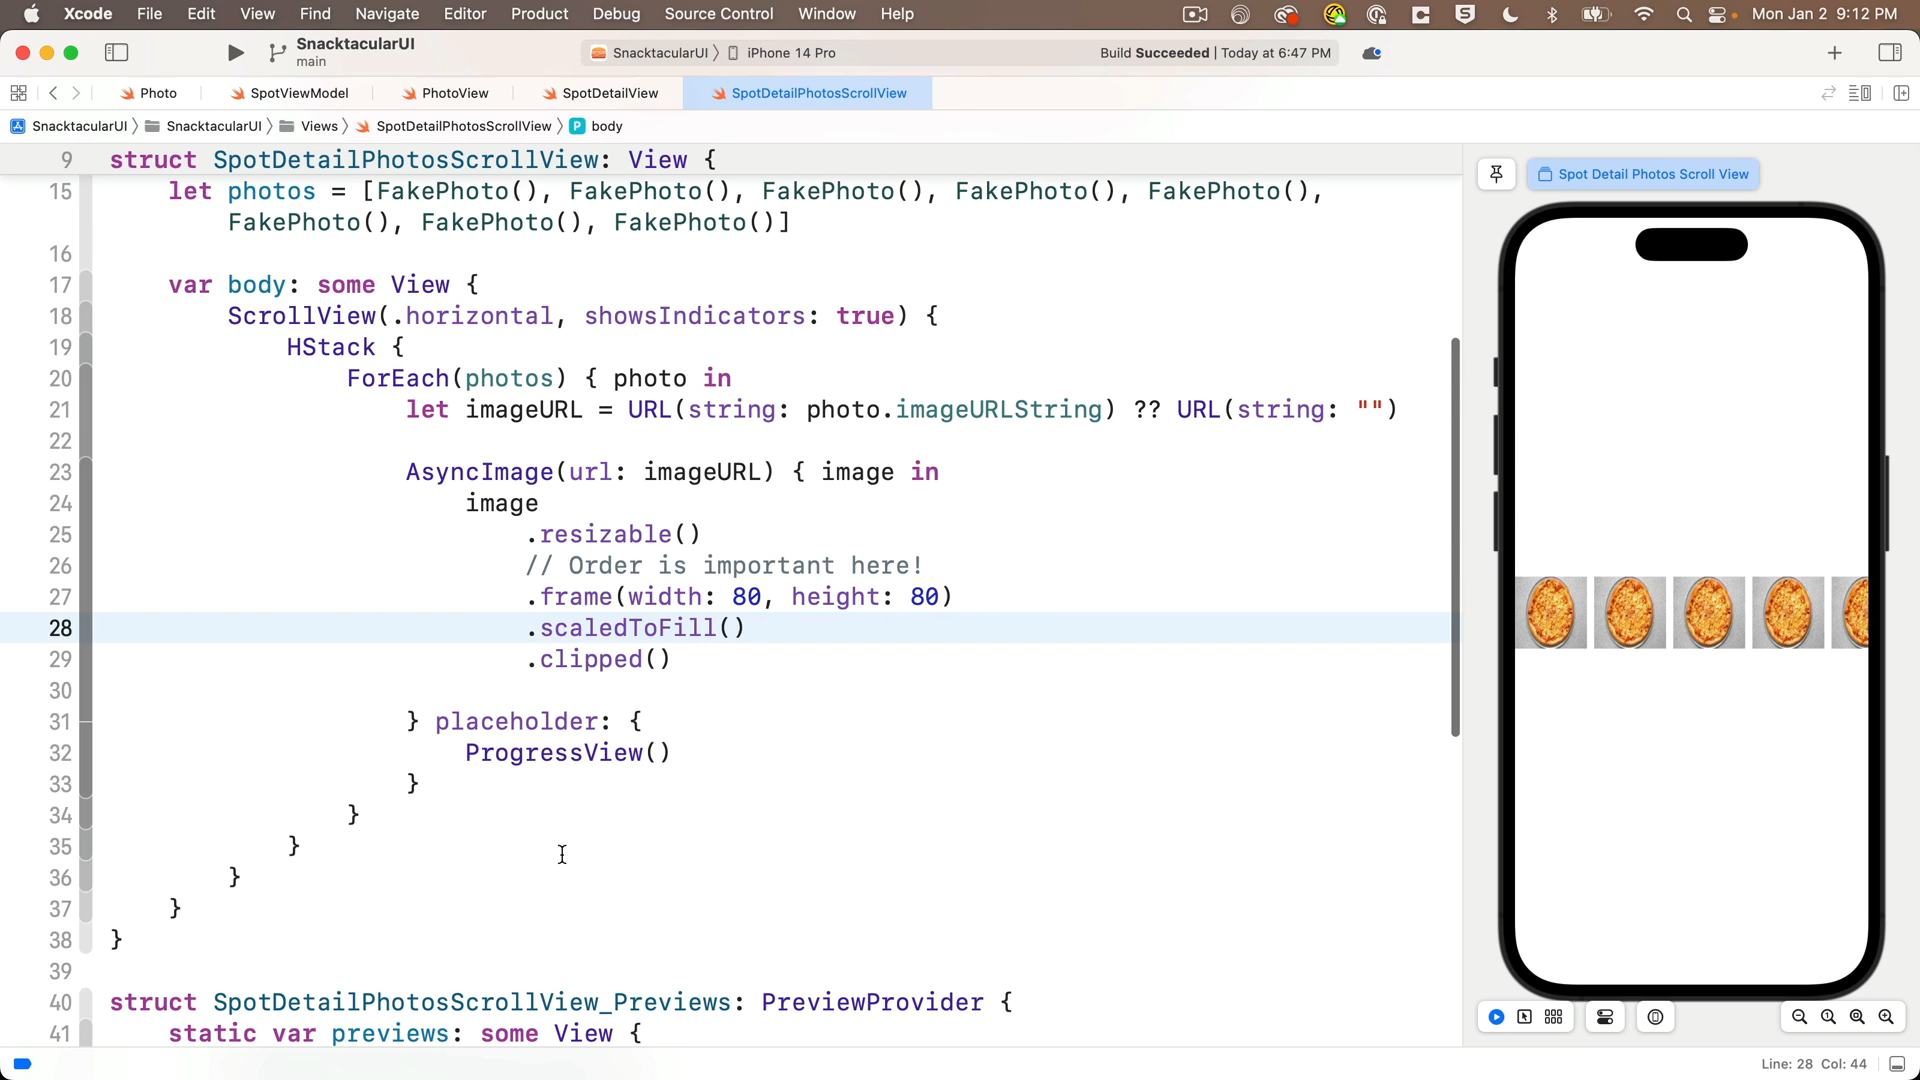 Xcode File Edit View Find Navigate Editor Product Debug Source Control Window Help Mon Jan 2 9:12 PM
SnacktacularUI
main
SnacktacularUI 〉 iPhone 14 Pro
Build Succeeded | Today at 6:47 PM
Photo SpotViewModel PhotoView SpotDetailView SpotDetailPhotosScrollView
SnacktacularUI 〉 SnacktacularUI 〉 Views 〉 SpotDetailPhotosScrollView 〉 P body
9 struct SpotDetailPhotosScrollView: View {
15 let photos = [FakePhoto(), FakePhoto(), FakePhoto(), FakePhoto(), FakePhoto(),
FakePhoto(), FakePhoto(), FakePhoto()]
16
17 var body: some View {
18 ScrollView(.horizontal, showsIndicators: true) {
19 HStack {
20 ForEach(photos) { photo in
21 let imageURL = URL(string: photo.imageURLString) ?? URL(string: "")
22
23 AsyncImage(url: imageURL) { image in
24 image
25 .resizable()
26 // Order is important here!
27 .frame(width: 80, height: 80)
28 .scaledToFill()
29 .clipped()
30
31 } placeholder: {
32 ProgressView()
33 }
34 }
35 }
36 }
37 }
38 }
39
40 struct SpotDetailPhotosScrollView_Previews: PreviewProvider {
41 static var previews: some View {
Spot Detail Photos Scroll View
Line: 28 Col: 44